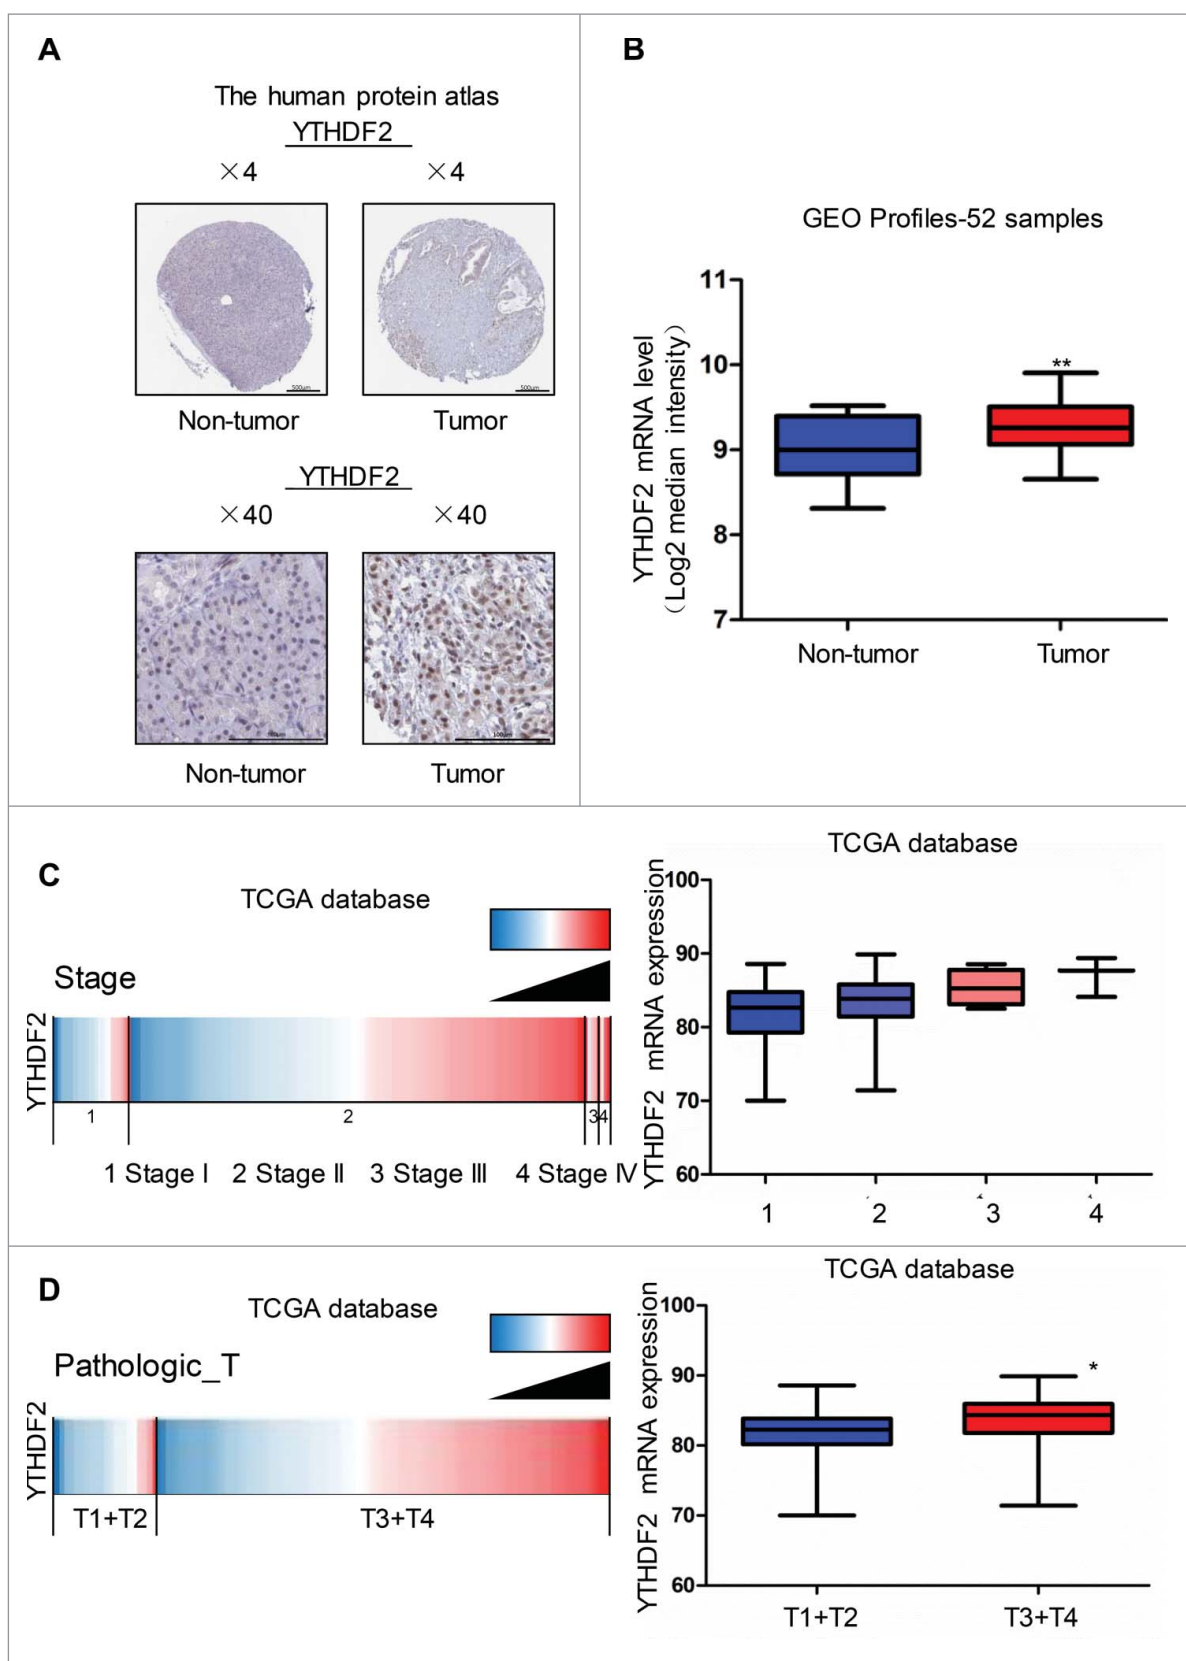 A
The human protein atlas
YTHDF2
×4 ×4
500μm 500μm
Non-tumor Tumor
YTHDF2
×40 ×40
100μm
Non-tumor Tumor
B
GEO Profiles-52 samples
YTHDF2 mRNA level
(Log2 median intensity)
11
10
9
8
7
**
Non-tumor Tumor
C
TCGA database
Stage
YTHDF2
1 2 34
1 Stage I 2 Stage II 3 Stage III 4 Stage IV
TCGA database
YTHDF2 mRNA expression
100
90
80
70
60
1 2 3 4
D
TCGA database
Pathologic_T
YTHDF2
T1+T2 T3+T4
TCGA database
YTHDF2 mRNA expression
100
90
80
70
60
*
T1+T2 T3+T4